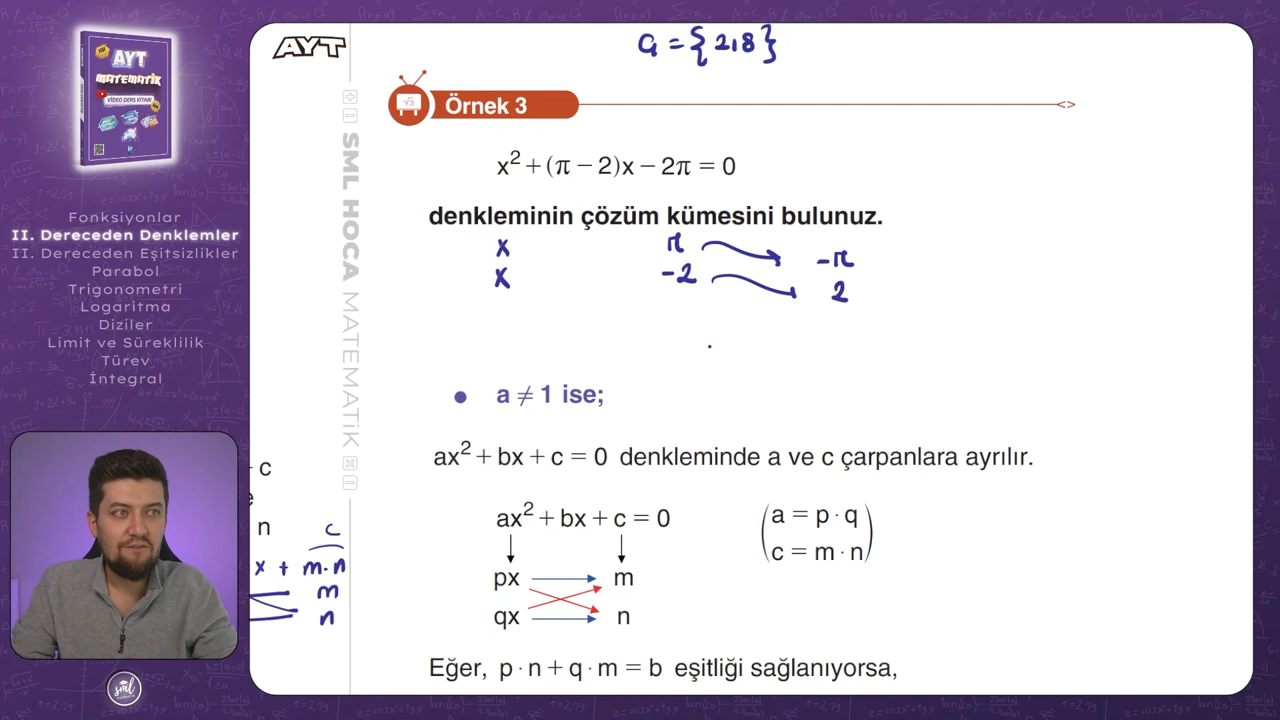 AYT
MATEMATİK
VİDEO DERS KİTABI
Fonksiyonlar
II. Dereceden Denklemler
II. Dereceden Eşitsizlikler
Parabol
Trigonometri
Logaritma
Diziler
Limit ve Süreklilik
Türev
İntegral
sml
AYT
SML HOCA MATEMATİK
Ç = {2,8}
Örnek 3
x² + (π − 2)x − 2π = 0
denkleminin çözüm kümesini bulunuz.
x π −π
x −2 2
• a ≠ 1 ise;
ax² + bx + c = 0 denkleminde a ve c çarpanlara ayrılır.
ax² + bx + c = 0
a = p · q
c = m · n
px m
qx n
Eğer, p · n + q · m = b eşitliği sağlanıyorsa,
+ c
n
c
x + m.n
m
n